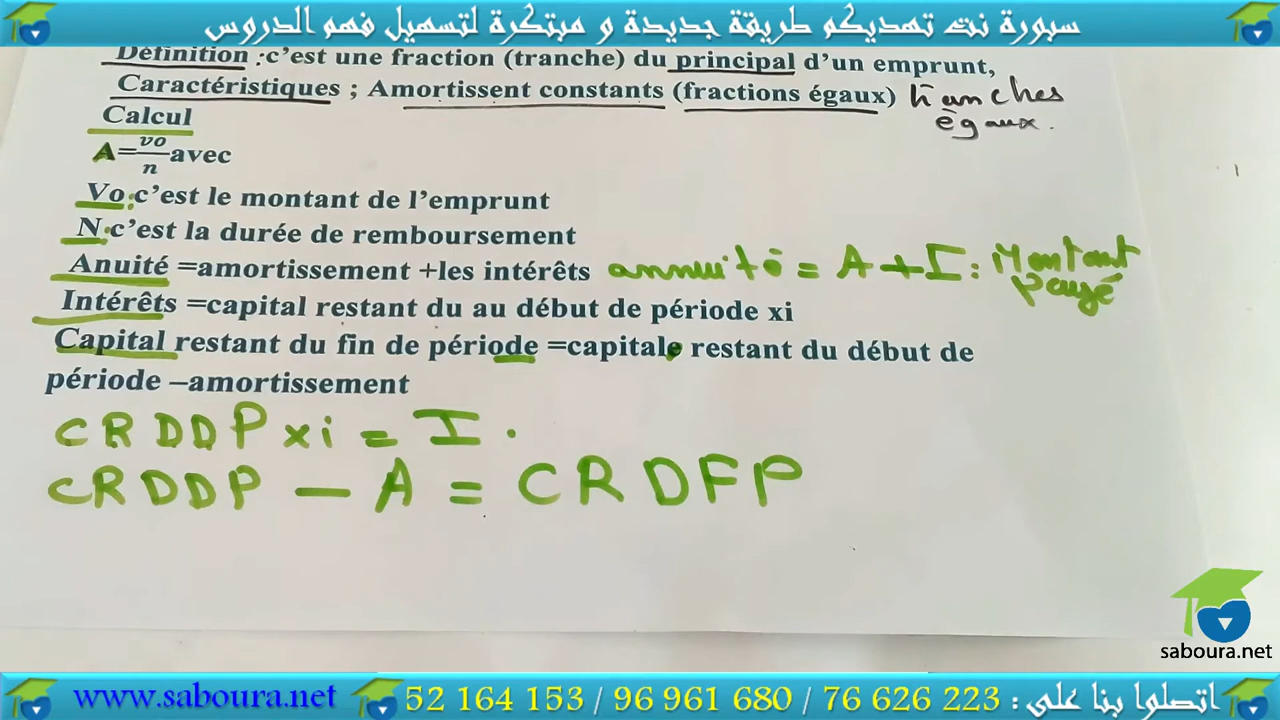 سبورة نت تهديكم طريقة جديدة و مبتكرة لتسهيل فهم الدروس
Définition :c'est une fraction (tranche) du principal d'un emprunt,
Caractéristiques ; Amortissent constants (fractions égaux) tranches
égaux.
Calcul
A=vo/n avec
Vo:c'est le montant de l'emprunt
N:c'est la durée de remboursement
Anuité =amortissement +les intérêts annuité = A + I : Montant
payé
Intérêts =capital restant du au début de période xi
Capital restant du fin de période =capitale restant du début de
période –amortissement
CRDDP xi = I .
CRDDP – A = CRDFP
saboura.net
www.saboura.net 52 164 153 / 96 961 680 / 76 626 223 : اتصلوا بنا على